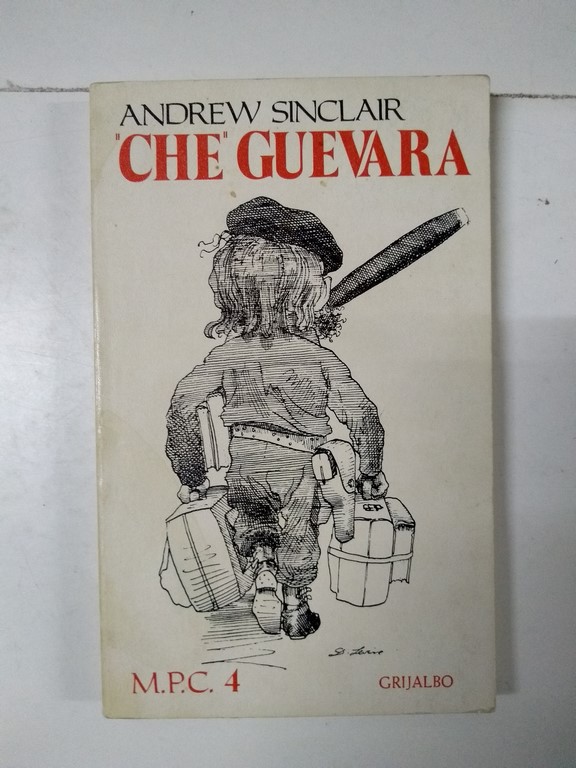 ANDREW SINCLAIR
"CHE" GUEVARA
M.P.C. 4
GRIJALBO